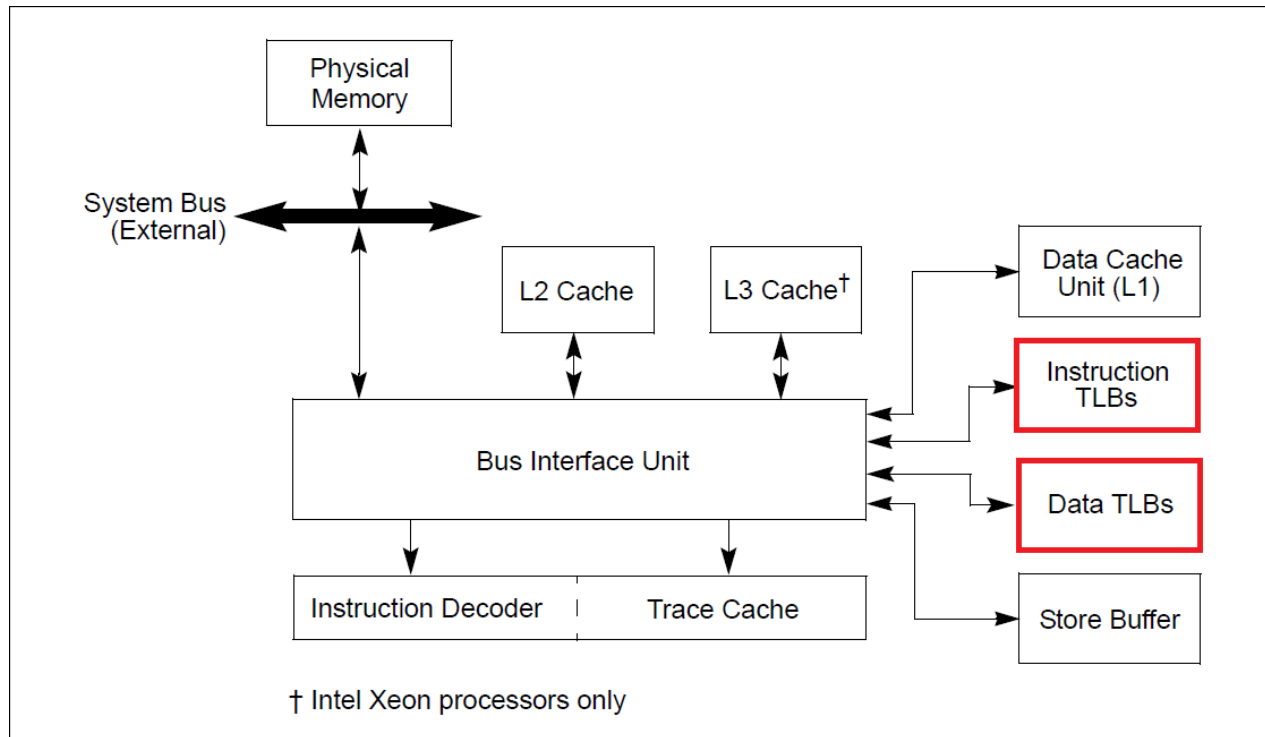 Physical
Memory
System Bus
(External)
L2 Cache
L3 Cache†
Data Cache
Unit (L1)
Instruction
TLBs
Bus Interface Unit
Data TLBs
Instruction Decoder
Trace Cache
Store Buffer
† Intel Xeon processors only